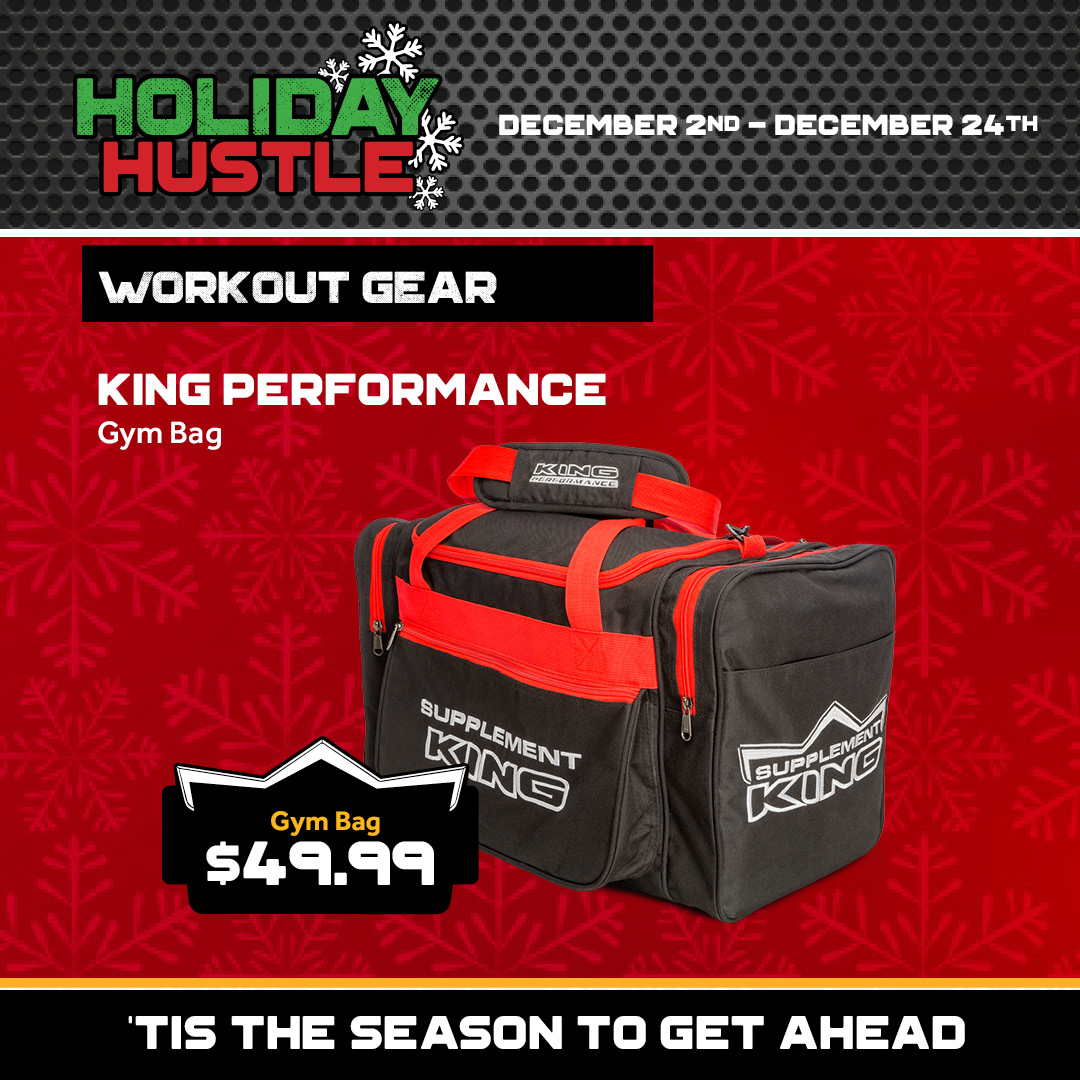 HOLIDAY
HUSTLE
DECEMBER 2ND – DECEMBER 24TH
WORKOUT GEAR
KING PERFORMANCE
Gym Bag
KING
PERFORMANCE
SUPPLEMENT
KING
SUPPLEMENT
KING
Gym Bag
$49.99
'TIS THE SEASON TO GET AHEAD